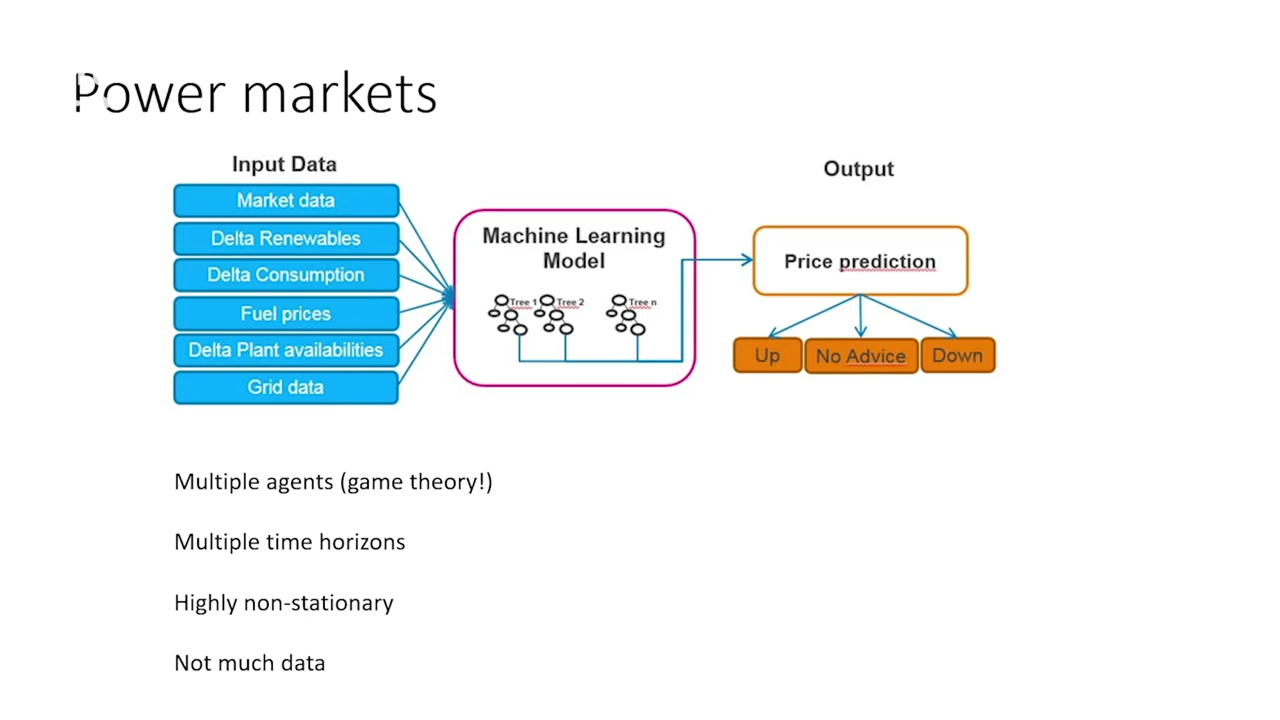 Power markets
Input Data
Market data
Delta Renewables
Delta Consumption
Fuel prices
Delta Plant availabilities
Grid data
Machine Learning
Model
Tree 1
Tree 2
Tree n
Output
Price prediction
Up
No Advice
Down
Multiple agents (game theory!)
Multiple time horizons
Highly non-stationary
Not much data